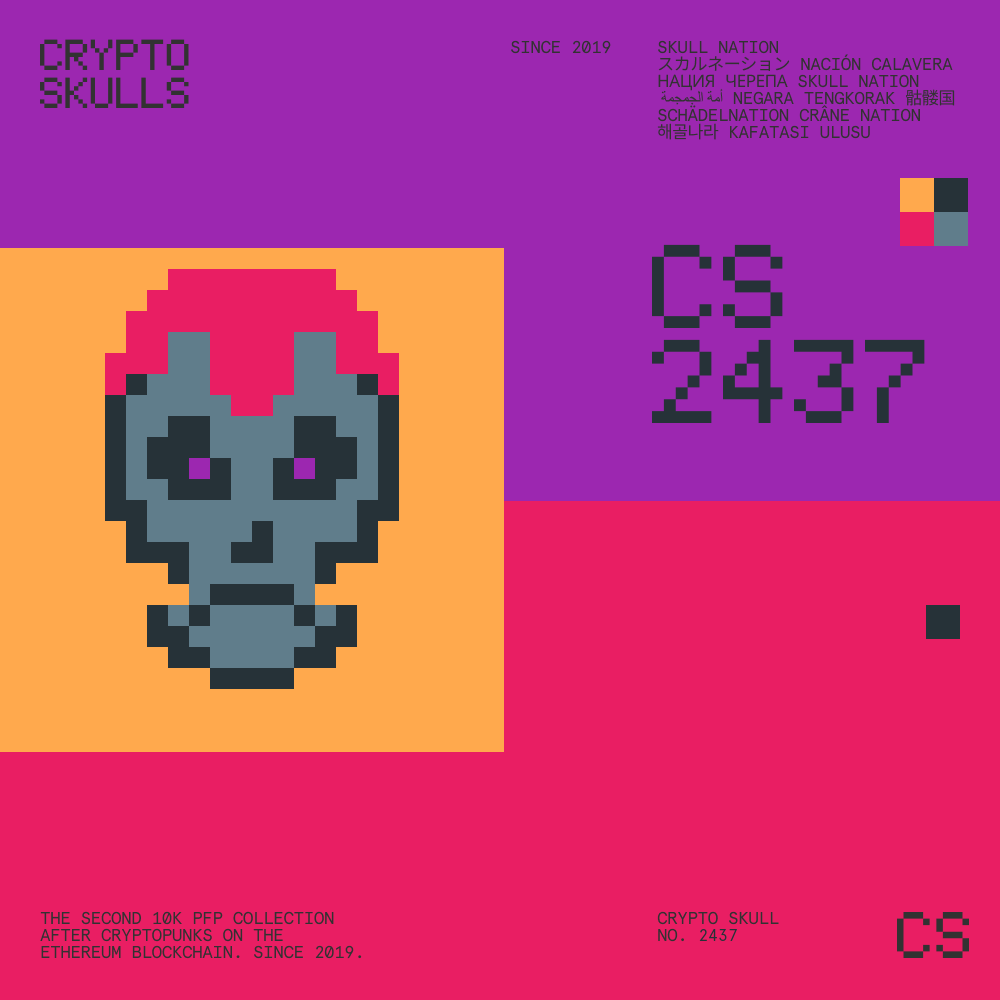 CRYPTO
SKULLS
SINCE 2019
SKULL NATION
スカルネーション NACIÓN CALAVERA
НАЦИЯ ЧЕРЕПА SKULL NATION
أمة الجمجمة NEGARA TENGKORAK 骷髅国
SCHÄDELNATION CRÂNE NATION
해골나라 KAFATASI ULUSU
CS
2437
THE SECOND 10K PFP COLLECTION
AFTER CRYPTOPUNKS ON THE
ETHEREUM BLOCKCHAIN. SINCE 2019.
CRYPTO SKULL
NO. 2437
CS